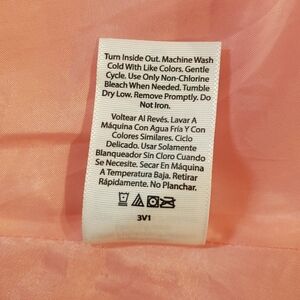 Turn Inside Out. Machine Wash
Cold With Like Colors. Gentle
Cycle. Use Only Non-Chlorine
Bleach When Needed. Tumble
Dry Low. Remove Promptly. Do
Not Iron.
Voltear Al Revés. Lavar A
Máquina Con Agua Fría Y Con
Colores Similares. Ciclo
Delicado. Usar Solamente
Blanqueador Sin Cloro Cuando
Se Necesite. Secar En Máquina
A Temperatura Baja. Retirar
Rápidamente. No Planchar.
3V1